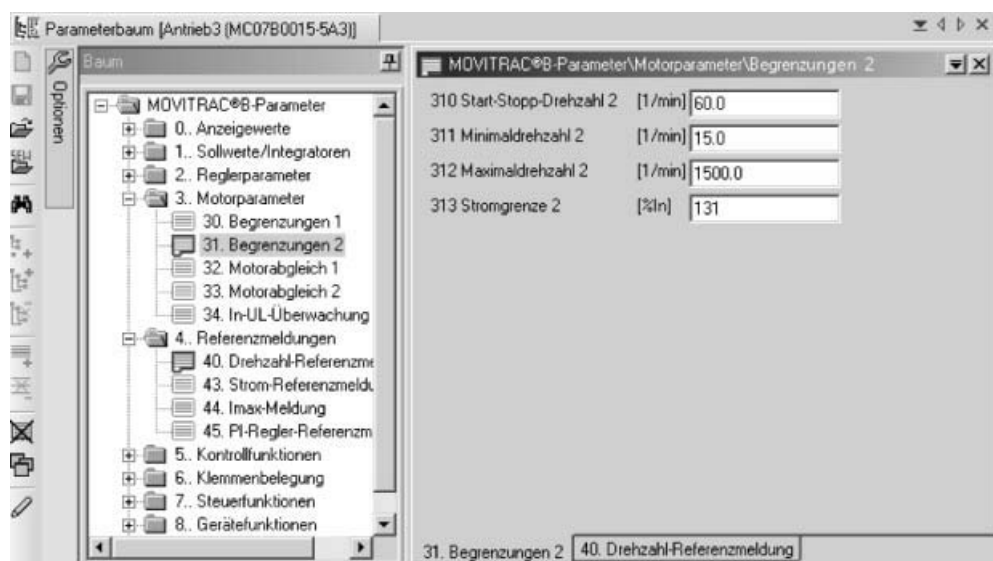 Parameterbaum [Antrieb3 (MC07B0015-5A3)]
Optionen
Baum
MOVITRAC®B-Parameter
0.. Anzeigewerte
1.. Sollwerte/Integratoren
2.. Reglerparameter
3.. Motorparameter
30. Begrenzungen 1
31. Begrenzungen 2
32. Motorabgleich 1
33. Motorabgleich 2
34. In-UL-Überwachung
4.. Referenzmeldungen
40. Drehzahl-Referenzme
43. Strom-Referenzmeldu
44. Imax-Meldung
45. PI-Regler-Referenzm
5.. Kontrollfunktionen
6.. Klemmenbelegung
7.. Steuerfunktionen
8.. Gerätefunktionen
MOVITRAC®B-Parameter\Motorparameter\Begrenzungen 2
310 Start-Stopp-Drehzahl 2 [1/min] 60.0
311 Minimaldrehzahl 2 [1/min] 15.0
312 Maximaldrehzahl 2 [1/min] 1500.0
313 Stromgrenze 2 [%In] 131
31. Begrenzungen 2 40. Drehzahl-Referenzmeldung